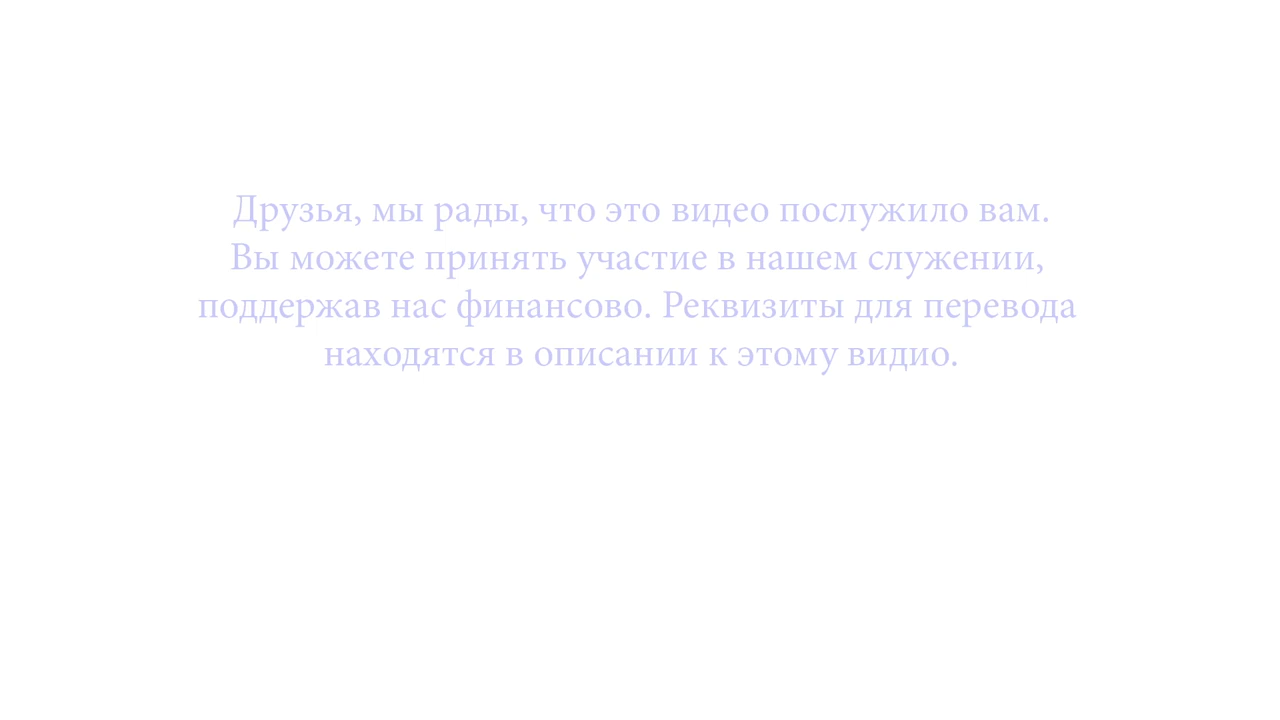 Друзья, мы рады, что это видео послужило вам.
Вы можете принять участие в нашем служении,
поддержав нас финансово. Реквизиты для перевода
находятся в описании к этому видио.